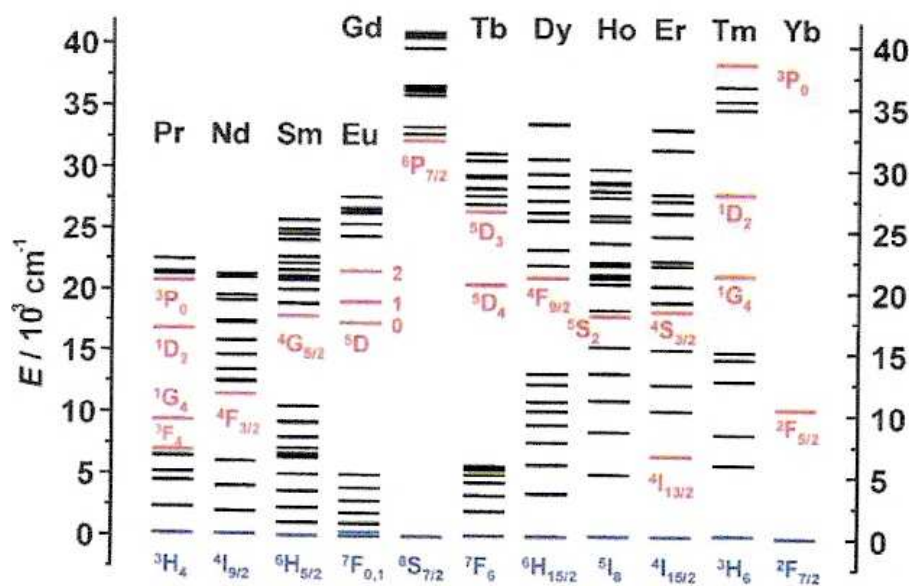 Gd Tb Dy Ho Er Tm Yb
40 40
³P₀
35 35
Pr Nd Sm Eu
⁶P₇/₂
30 30
¹D₂
25 ⁵D₃ 25
2
³P₀ ⁵D₄ ⁴F₉/₂ ¹G₄
20 1 20
⁴G₅/₂ 0 ⁵S₂ ⁴S₃/₂
¹D₂ ⁵D
15 15
¹G₄
10 ⁴F₃/₂ 10
³F₄ ²F₅/₂
5 ⁴I₁₃/₂ 5
0 0
³H₄ ⁴I₉/₂ ⁶H₅/₂ ⁷F₀,₁ ⁸S₇/₂ ⁷F₆ ⁶H₁₅/₂ ⁵I₈ ⁴I₁₅/₂ ³H₆ ²F₇/₂
E / 10³ cm⁻¹